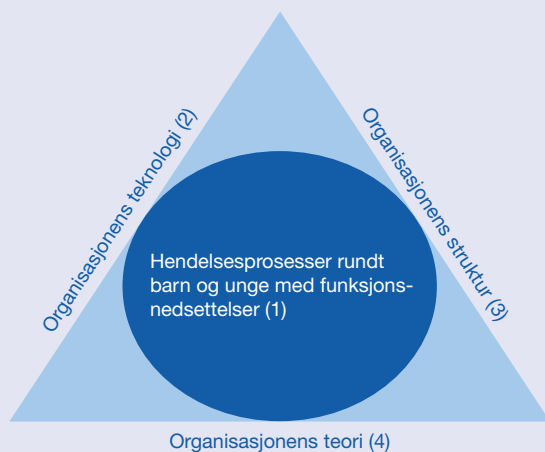 Organisasjonens teknologi (2)
Organisasjonens struktur (3)
Hendelsesprosesser rundt
barn og unge med funksjons-
nedsettelser (1)
Organisasjonens teori (4)